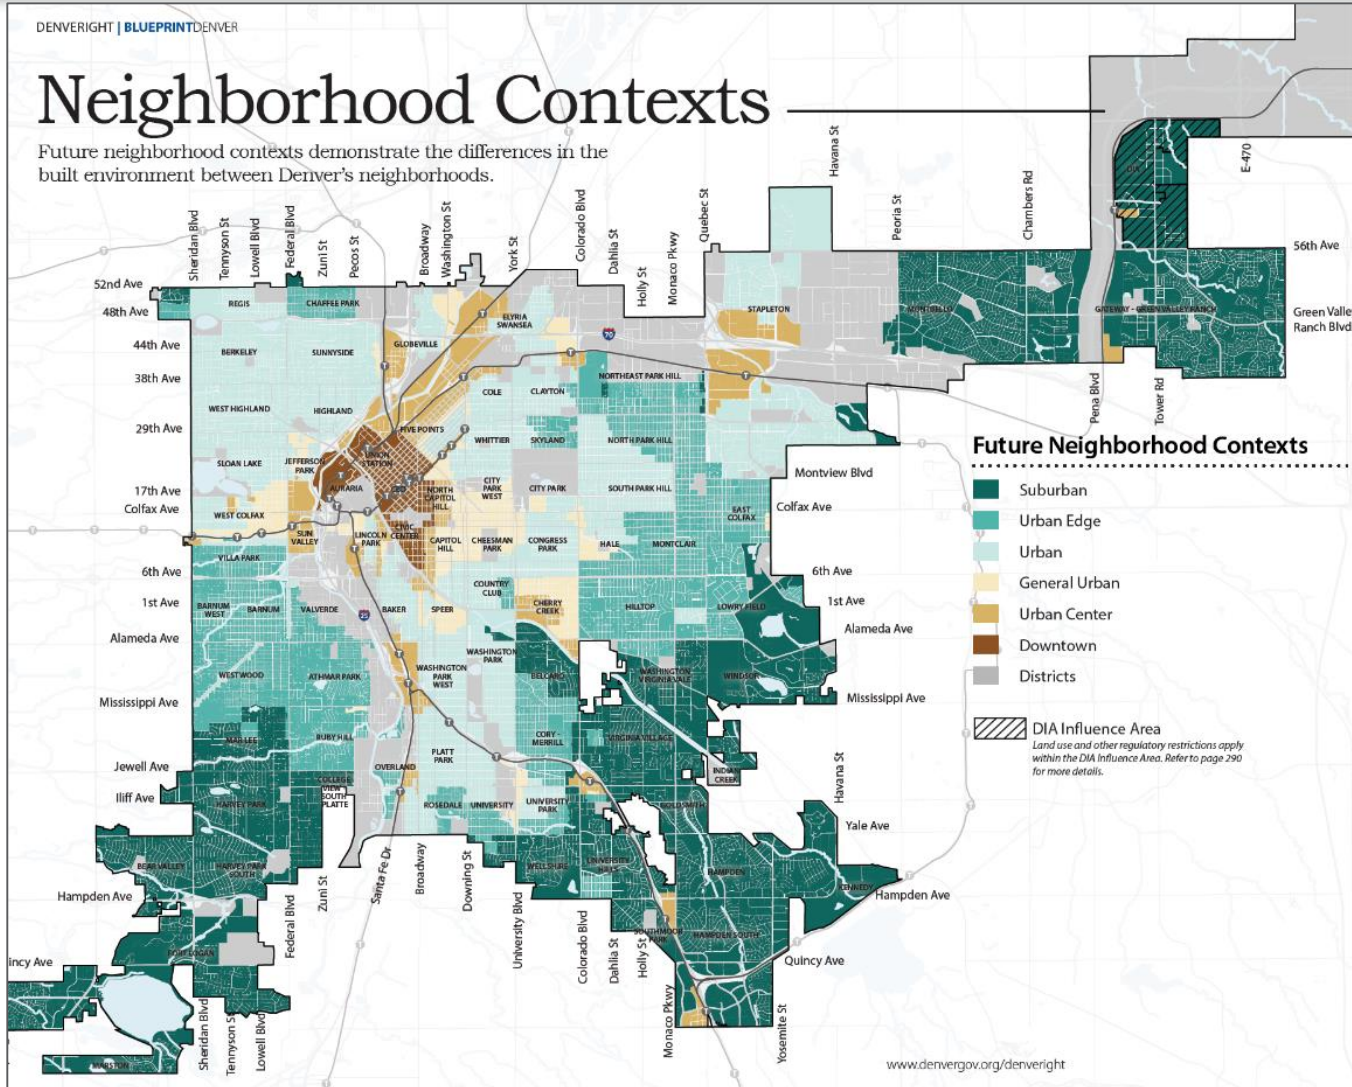 DENVERIGHT | BLUEPRINTDENVER
Neighborhood Contexts
Future neighborhood contexts demonstrate the differences in the
built environment between Denver's neighborhoods.
Sheridan Blvd
Tennyson St
Lowell Blvd
Federal Blvd
Zuni St
Pecos St
Broadway
Washington St
York St
Colorado Blvd
Dahlia St
Holly St
Monaco Pkwy
Quebec St
Havana St
Peoria St
Chambers Rd
E-470
56th Ave
Green Valle
Ranch Blvd
Pena Blvd
Tower Rd
52nd Ave
48th Ave
44th Ave
38th Ave
29th Ave
17th Ave
Colfax Ave
6th Ave
1st Ave
Alameda Ave
Mississippi Ave
Jewell Ave
Iliff Ave
Hampden Ave
incy Ave
DIA
REGIS
CHAFFEE PARK
ELYRIA
SWANSEA
STAPLETON
MONTBELLO
GATEWAY - GREEN VALLEY RANCH
GLOBEVILLE
70
BERKELEY
SUNNYSIDE
NORTHEAST PARK HILL
COLE
CLAYTON
WEST HIGHLAND
HIGHLAND
FIVE POINTS
WHITTIER
SKYLAND
NORTH PARK HILL
SLOAN LAKE
JEFFERSON
PARK
UNION
STATION
AURARIA
CBD
NORTH
CAPITOL
HILL
CITY
PARK
WEST
CITY PARK
SOUTH PARK HILL
EAST
COLFAX
WEST COLFAX
SUN
VALLEY
LINCOLN
PARK
CIVIC
CENTER
CAPITOL
HILL
CHEESMAN
PARK
CONGRESS
PARK
HALE
MONTCLAIR
VILLA PARK
BARNUM
WEST
BARNUM
VALVERDE
25
BAKER
SPEER
COUNTRY
CLUB
CHERRY
CREEK
HILLTOP
LOWRY FIELD
WESTWOOD
ATHMAR PARK
WASHINGTON
PARK
WEST
WASHINGTON
PARK
BELCARO
WASHINGTON
VIRGINIA VALE
WINDSOR
MAR LEE
RUBY HILL
OVERLAND
PLATT
PARK
CORY -
MERRILL
VIRGINIA VILLAGE
INDIAN
CREEK
HARVEY PARK
COLLEGE
VIEW
SOUTH
PLATTE
ROSEDALE
UNIVERSITY
UNIVERSITY
PARK
GOLDSMITH
BEAR VALLEY
HARVEY PARK
SOUTH
WELLSHIRE
UNIVERSITY
HILLS
HAMPDEN
KENNEDY
FORT LOGAN
SOUTHMOOR
PARK
HAMPDEN SOUTH
MARSTON
Montview Blvd
Colfax Ave
6th Ave
1st Ave
Alameda Ave
Mississippi Ave
Havana St
Yale Ave
Hampden Ave
Quincy Ave
Sheridan Blvd
Tennyson St
Lowell Blvd
Federal Blvd
Zuni St
Santa Fe Dr
Broadway
Downing St
University Blvd
Colorado Blvd
Dahlia St
Holly St
Monaco Pkwy
Yosemite St
Future Neighborhood Contexts
Suburban
Urban Edge
Urban
General Urban
Urban Center
Downtown
Districts
DIA Influence Area
Land use and other regulatory restrictions apply
within the DIA Influence Area. Refer to page 290
for more details.
www.denvergov.org/denveright